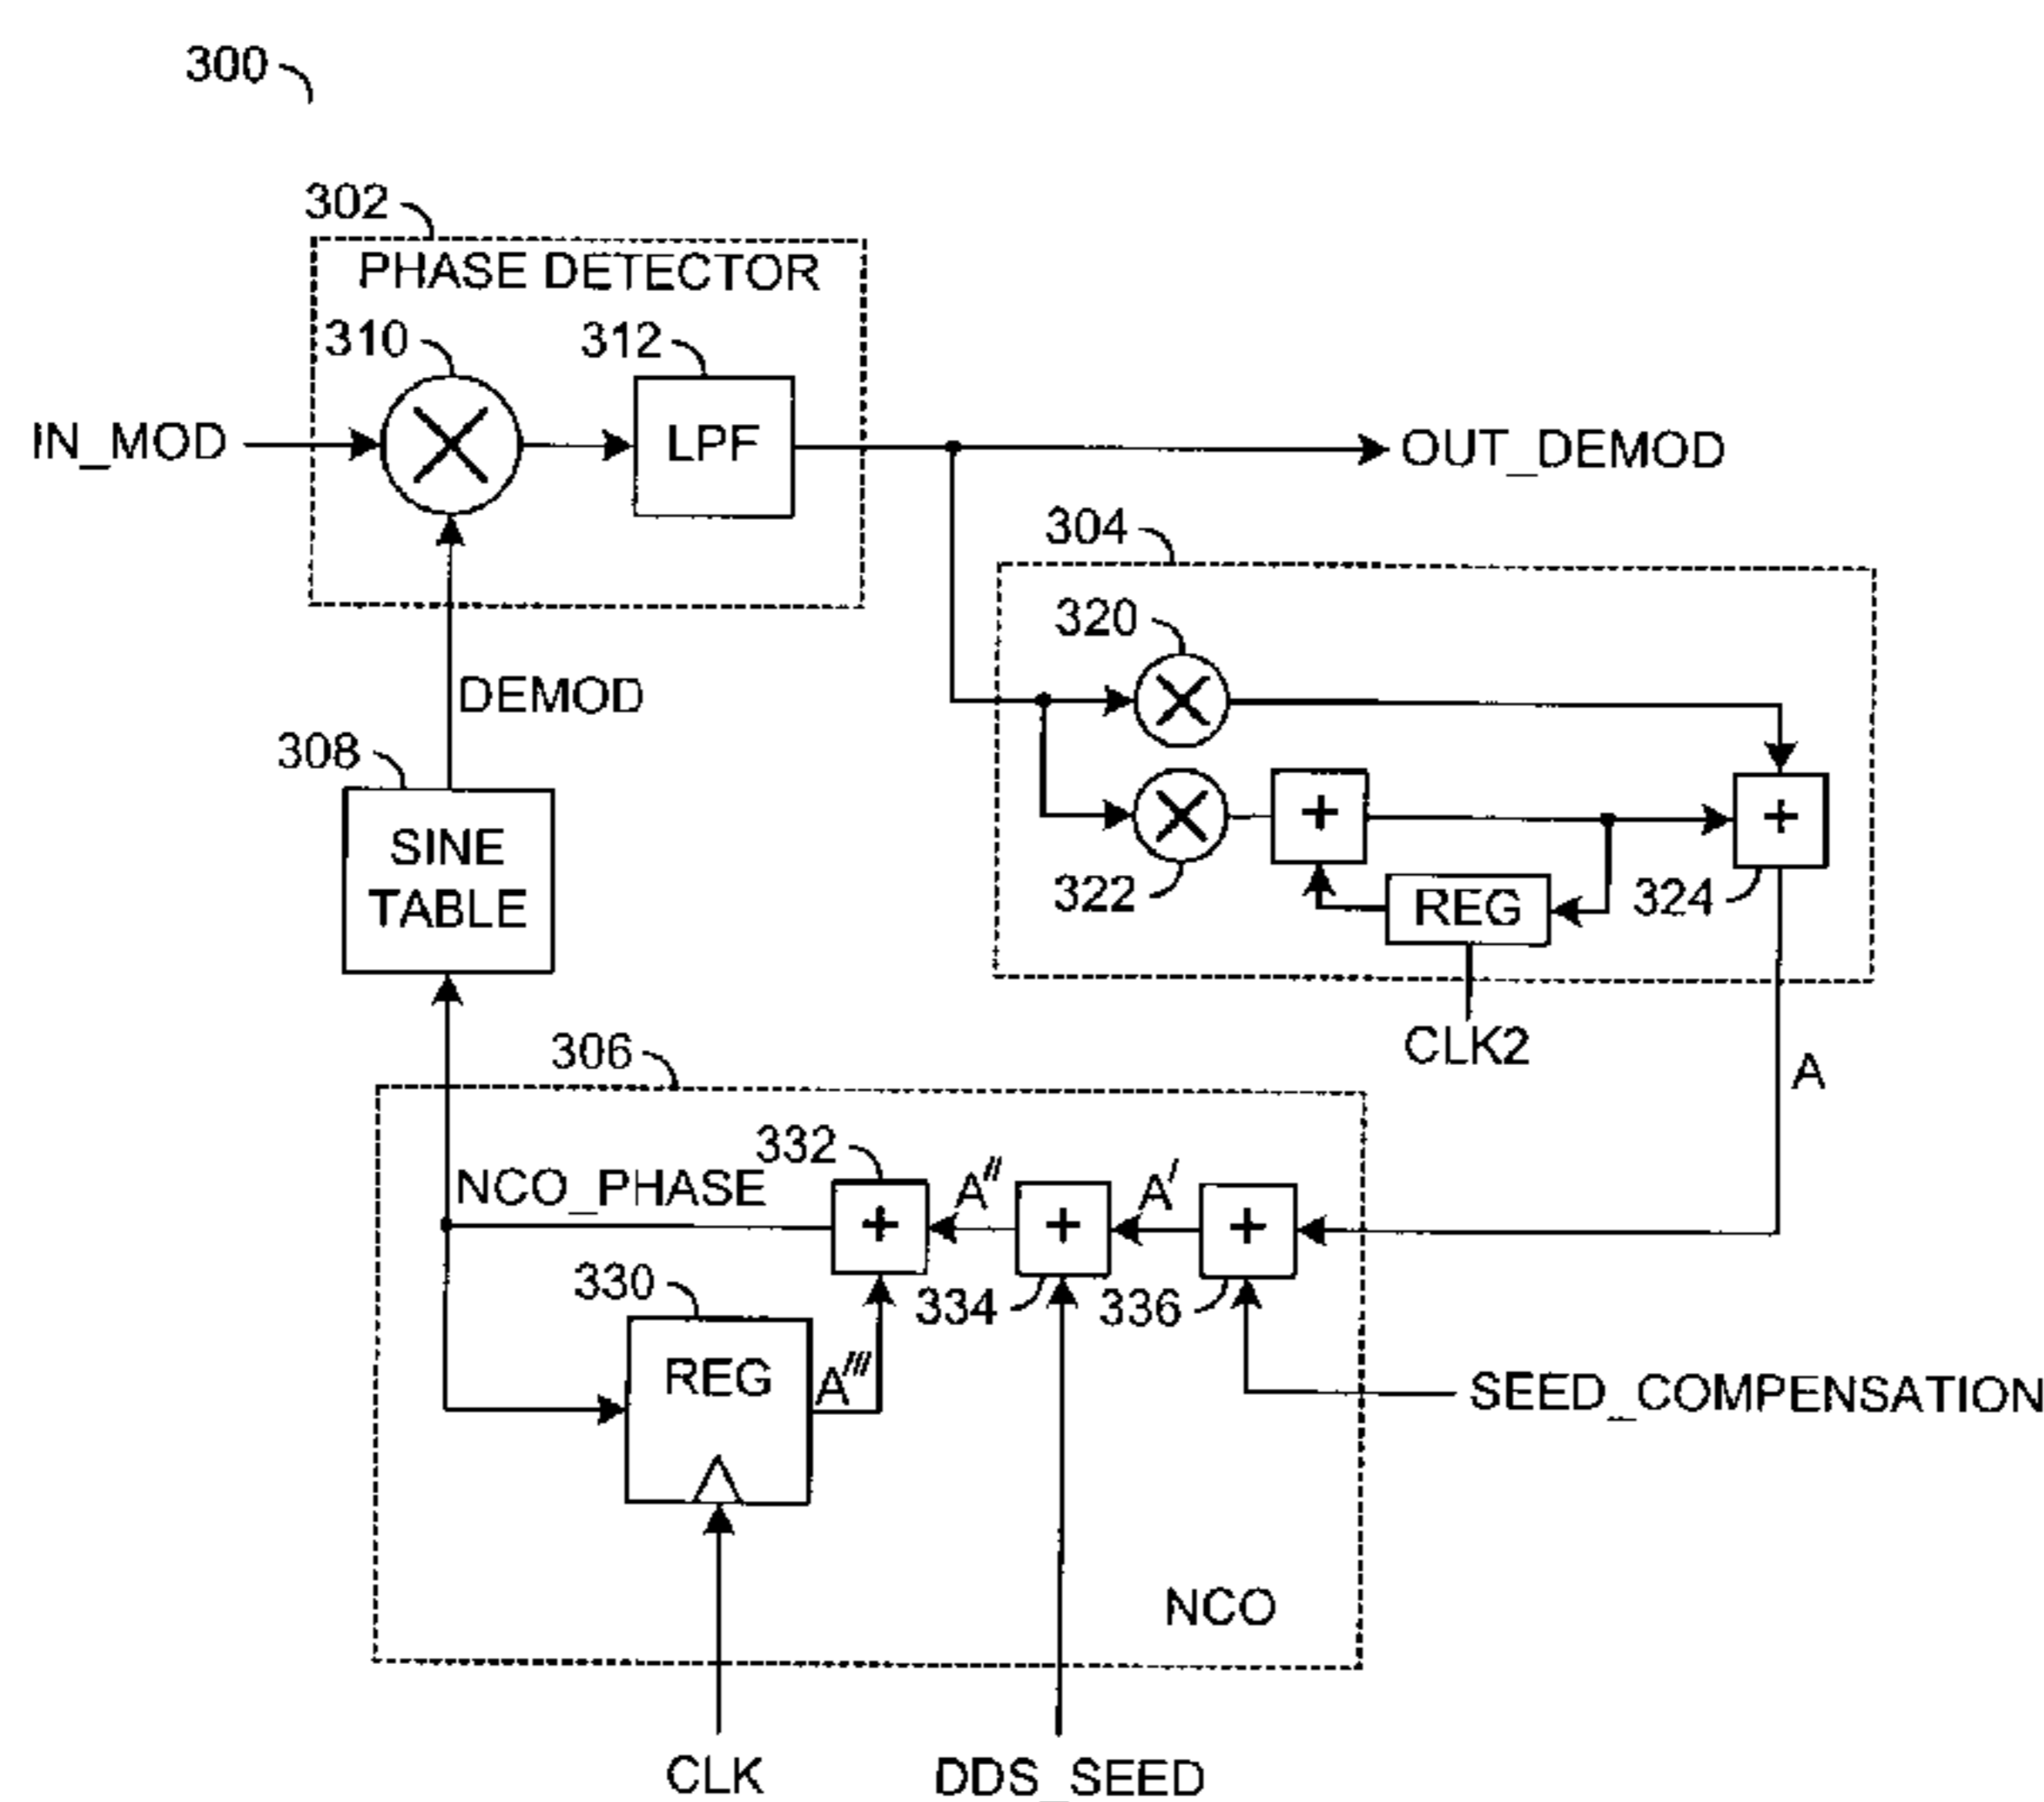 300
302
PHASE DETECTOR
310
312
IN_MOD
LPF
OUT_DEMOD
304
320
DEMOD
308
SINE
TABLE
+
+
322
REG
324
CLK2
306
A
332
NCO_PHASE
A″
A′
+
+
+
330
334
336
REG
A‴
SEED_COMPENSATION
NCO
CLK
DDS_SEED